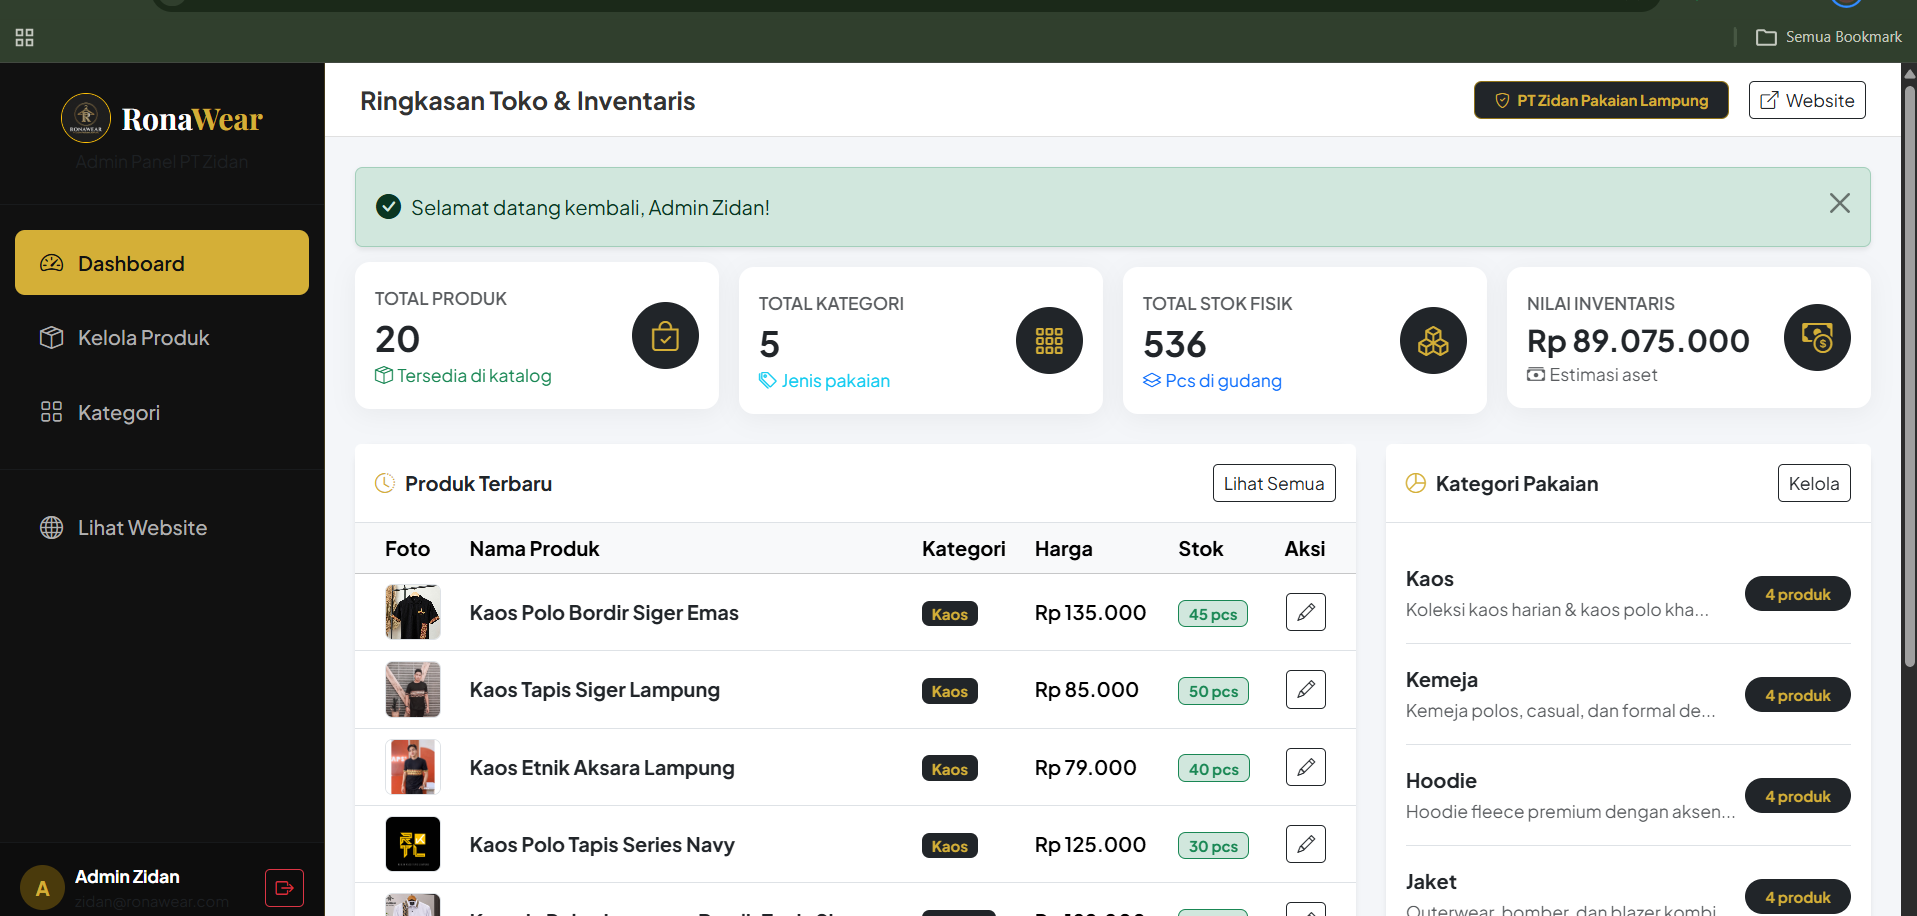 Semua Bookmark
RonaWear
Admin Panel PT Zidan
Dashboard
Kelola Produk
Kategori
Lihat Website
Admin Zidan
zidan@ronawear.com
A
Ringkasan Toko & Inventaris
PT Zidan Pakaian Lampung
Website
Selamat datang kembali, Admin Zidan!
TOTAL PRODUK
20
Tersedia di katalog
TOTAL KATEGORI
5
Jenis pakaian
TOTAL STOK FISIK
536
Pcs di gudang
NILAI INVENTARIS
Rp 89.075.000
Estimasi aset
Produk Terbaru
Lihat Semua
Foto Nama Produk Kategori Harga Stok Aksi
Kaos Polo Bordir Siger Emas Kaos Rp 135.000 45 pcs
Kaos Tapis Siger Lampung Kaos Rp 85.000 50 pcs
Kaos Etnik Aksara Lampung Kaos Rp 79.000 40 pcs
Kaos Polo Tapis Series Navy Kaos Rp 125.000 30 pcs
Kategori Pakaian
Kelola
Kaos
Koleksi kaos harian & kaos polo kha...
4 produk
Kemeja
Kemeja polos, casual, dan formal de...
4 produk
Hoodie
Hoodie fleece premium dengan aksen...
4 produk
Jaket
Outerwear, bomber, dan blazer kombi
4 produk